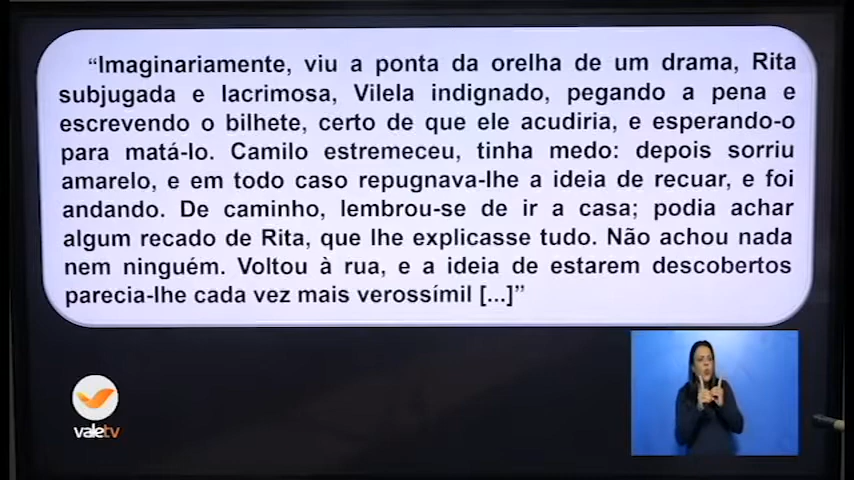 “Imaginariamente, viu a ponta da orelha de um drama, Rita
subjugada e lacrimosa, Vilela indignado, pegando a pena e
escrevendo o bilhete, certo de que ele acudiria, e esperando-o
para matá-lo. Camilo estremeceu, tinha medo: depois sorriu
amarelo, e em todo caso repugnava-lhe a ideia de recuar, e foi
andando. De caminho, lembrou-se de ir a casa; podia achar
algum recado de Rita, que lhe explicasse tudo. Não achou nada
nem ninguém. Voltou à rua, e a ideia de estarem descobertos
parecia-lhe cada vez mais verossímil [...]”
valetv